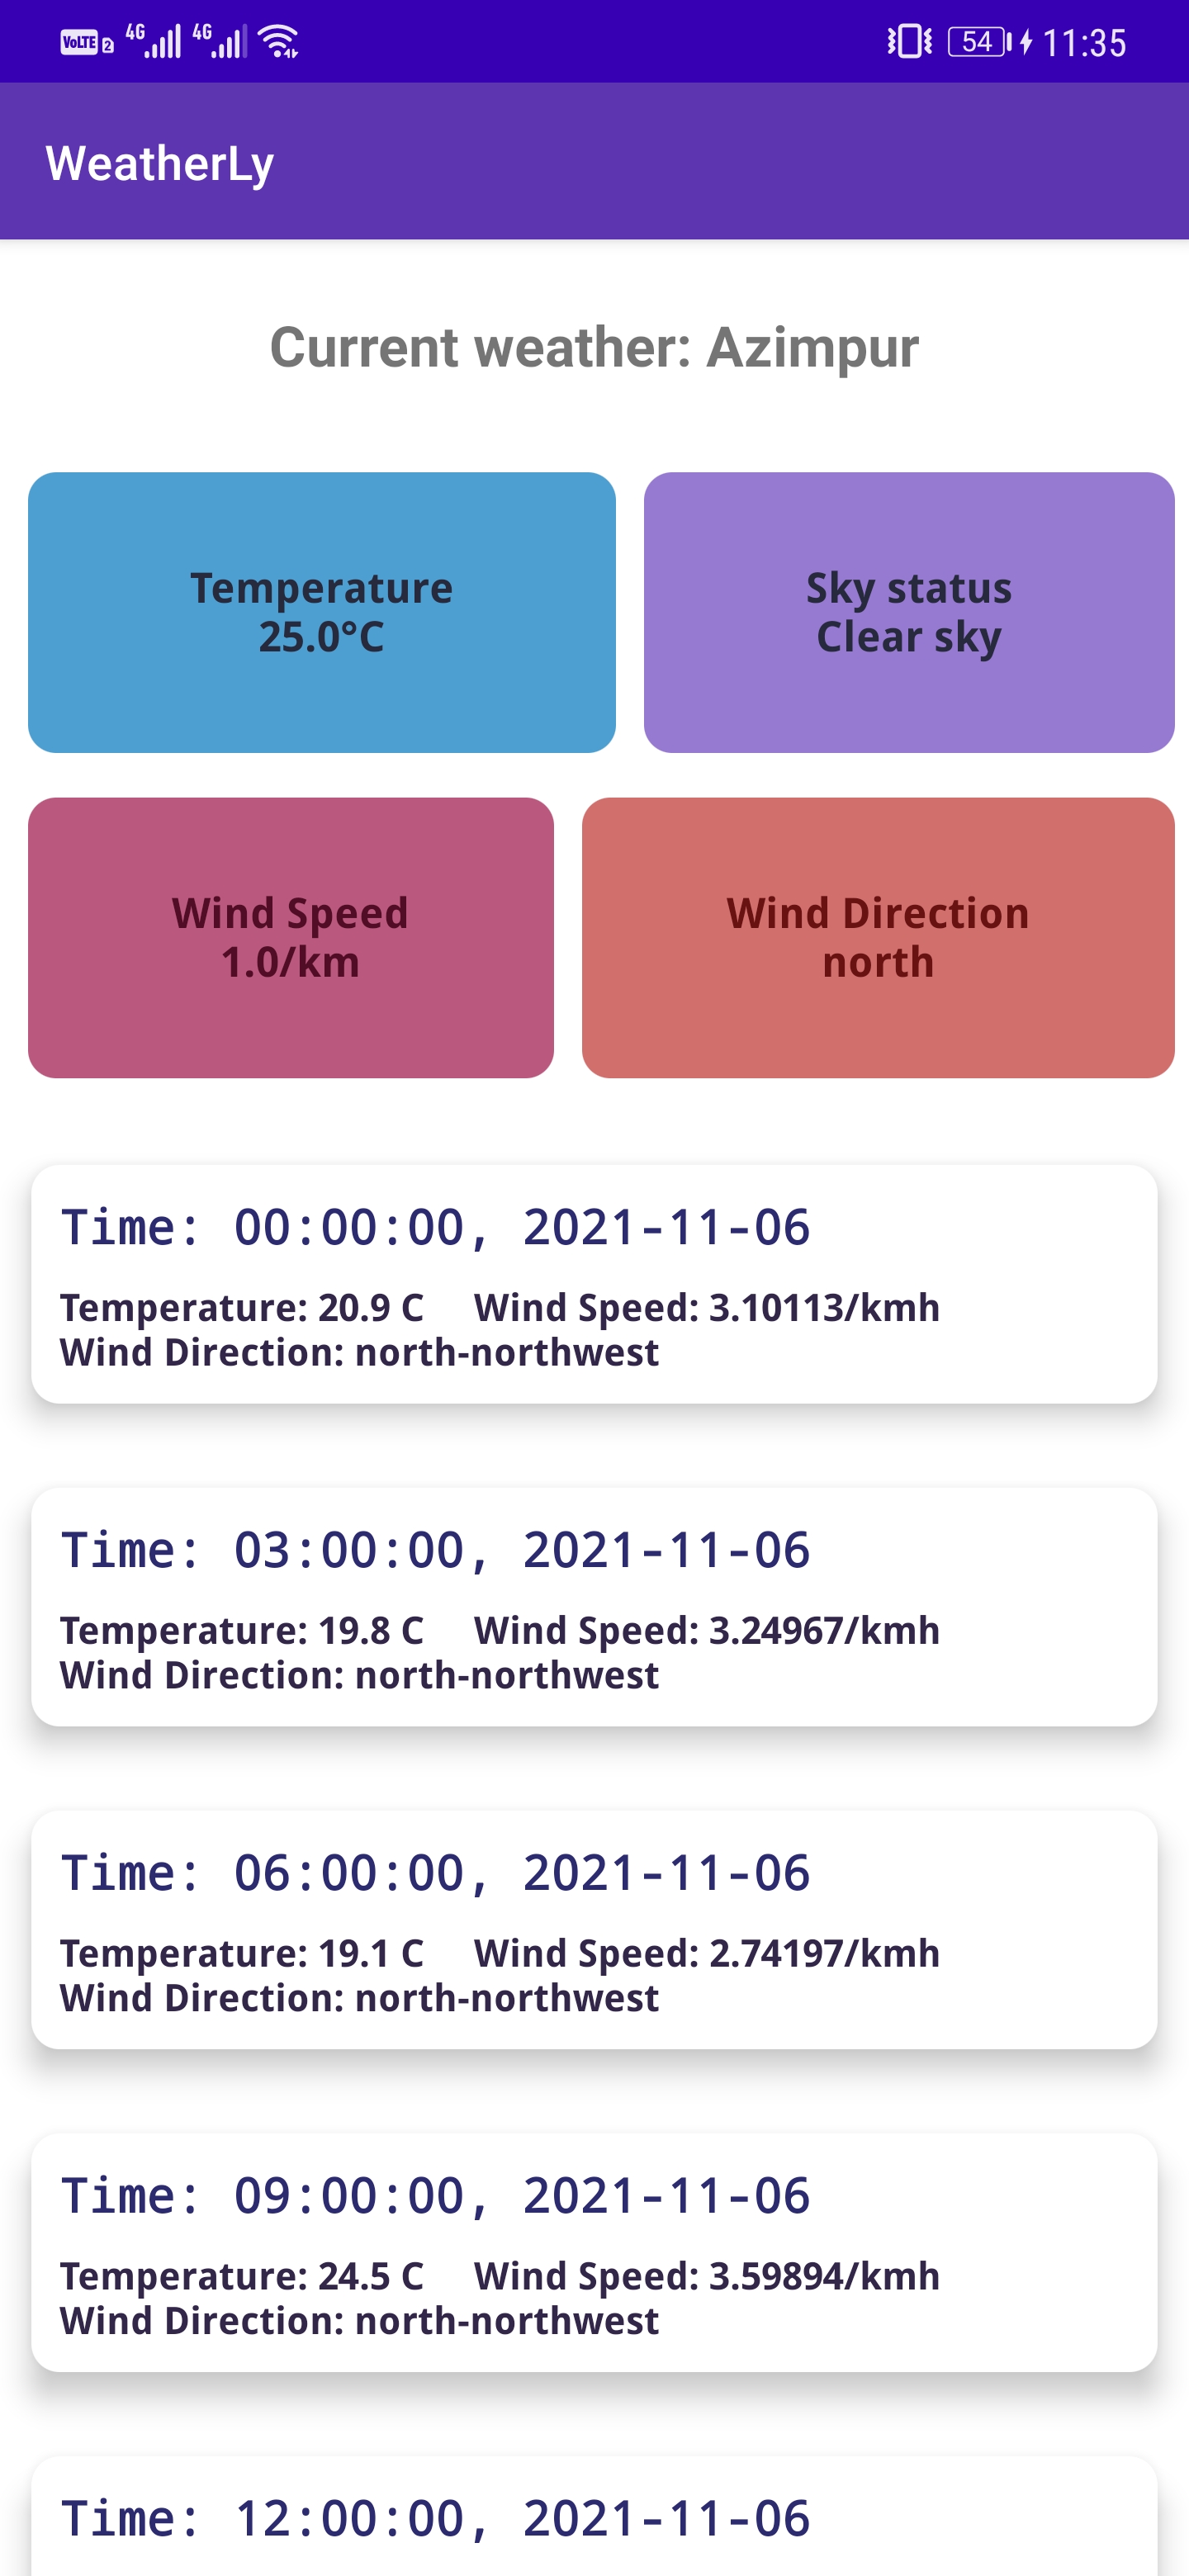 VoLTE 2 4G 4G 54 11:35
WeatherLy
Current weather: Azimpur
Temperature
25.0°C
Sky status
Clear sky
Wind Speed
1.0/km
Wind Direction
north
Time: 00:00:00, 2021-11-06
Temperature: 20.9 C Wind Speed: 3.10113/kmh
Wind Direction: north-northwest
Time: 03:00:00, 2021-11-06
Temperature: 19.8 C Wind Speed: 3.24967/kmh
Wind Direction: north-northwest
Time: 06:00:00, 2021-11-06
Temperature: 19.1 C Wind Speed: 2.74197/kmh
Wind Direction: north-northwest
Time: 09:00:00, 2021-11-06
Temperature: 24.5 C Wind Speed: 3.59894/kmh
Wind Direction: north-northwest
Time: 12:00:00, 2021-11-06